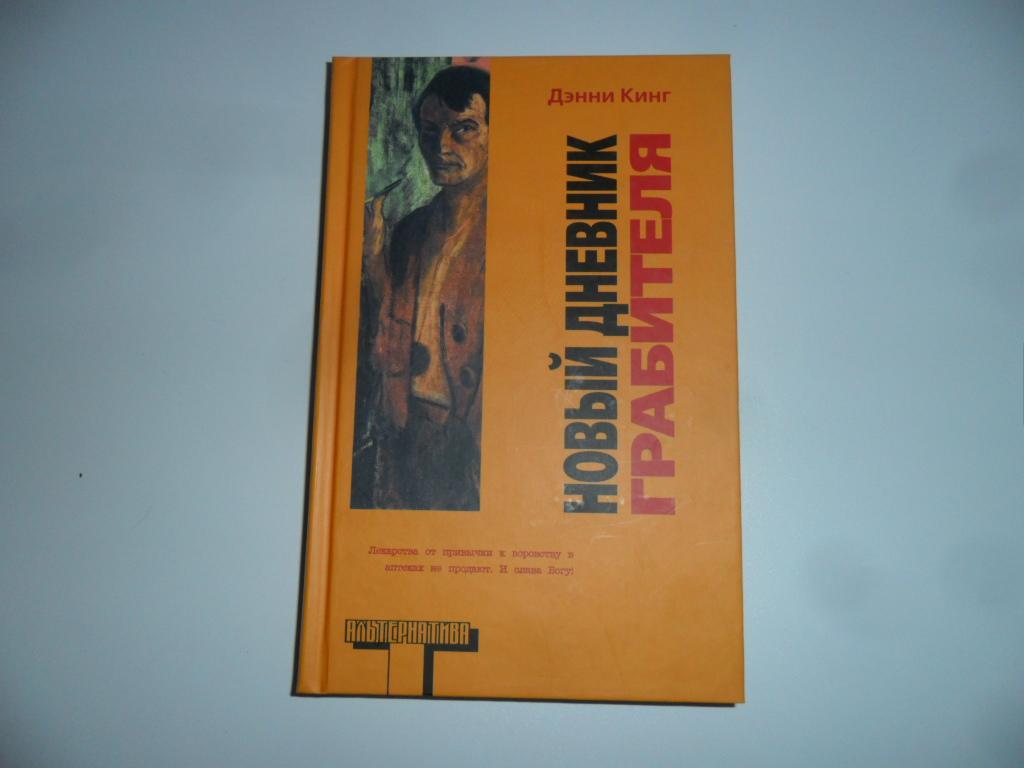 Дэнни Кинг
НОВЫЙ ДНЕВНИК
ГРАБИТЕЛЯ
Лекарства от привычки к воровству в
аптеках не продают. И слава Богу!
АЛЬТЕРНАТИВА